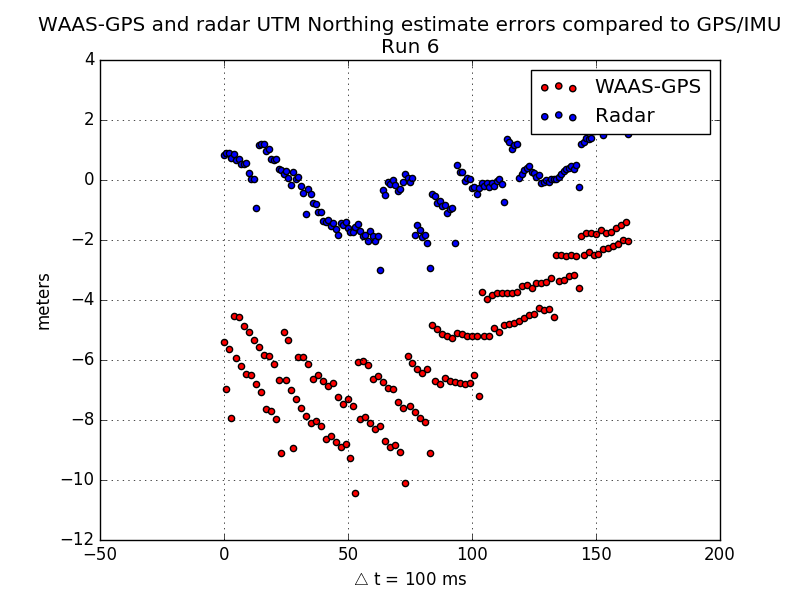 WAAS-GPS and radar UTM Northing estimate errors compared to GPS/IMU
Run 6
WAAS-GPS
Radar
4
2
0
−2
−4
−6
−8
−10
−12
meters
−50
0
50
100
150
200
△ t = 100 ms